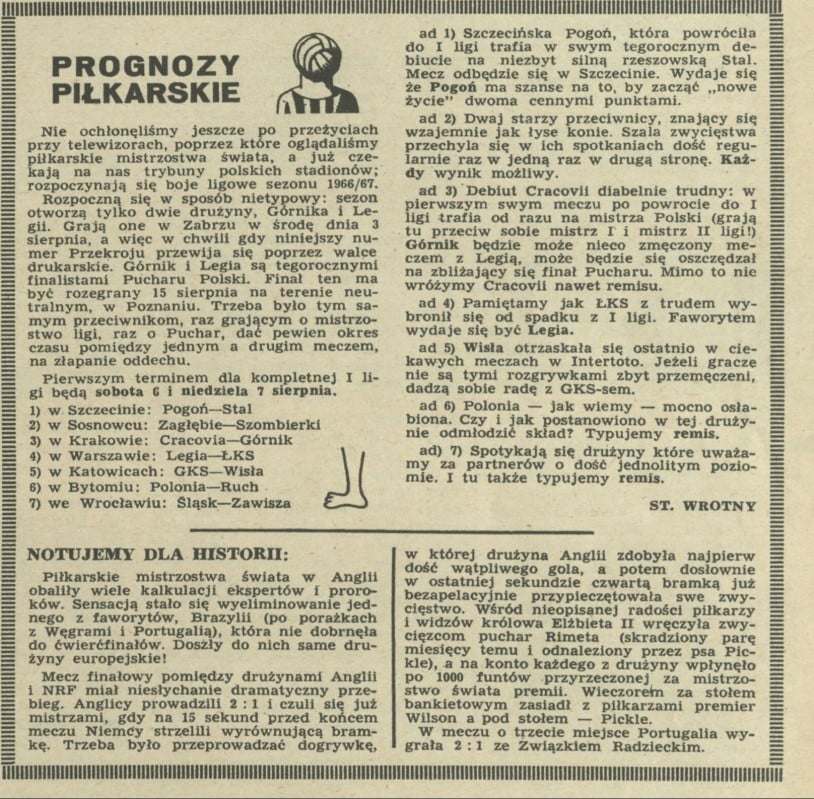 PROGNOZY
PIŁKARSKIE
Nie ochłonęliśmy jeszcze po przeżyciach
przy telewizorach, poprzez które oglądaliśmy
piłkarskie mistrzostwa świata, a już cze-
kają na nas trybuny polskich stadionów;
rozpoczynają się boje ligowe sezonu 1966/67.
Rozpoczną się w sposób nietypowy: sezon
otworzą tylko dwie drużyny, Górnika i Le-
gii. Grają one w Zabrzu w środę dnia 3
sierpnia, a więc w chwili gdy niniejszy nu-
mer Przekroju przewija się poprzez walce
drukarskie. Górnik i Legia są tegorocznymi
finalistami Pucharu Polski. Finał ten ma
być rozegrany 15 sierpnia na terenie neu-
tralnym, w Poznaniu. Trzeba było tym sa-
mym przeciwnikom, raz grającym o mistrzo-
stwo ligi, raz o Puchar, dać pewien okres
czasu pomiędzy jednym a drugim meczem,
na złapanie oddechu.
Pierwszym terminem dla kompletnej I li-
gi będą sobota 6 i niedziela 7 sierpnia.
1) w Szczecinie: Pogoń—Stal
2) w Sosnowcu: Zagłębie—Szombierki
3) w Krakowie: Cracovia—Górnik
4) w Warszawie: Legia—ŁKS
5) w Katowicach: GKS—Wisła
6) w Bytomiu: Polonia—Ruch
7) we Wrocławiu: Śląsk—Zawisza
ad 1) Szczecińska Pogoń, która powróciła
do I ligi trafia w swym tegorocznym de-
biucie na niezbyt silną rzeszowską Stal.
Mecz odbędzie się w Szczecinie. Wydaje się
że Pogoń ma szanse na to, by zacząć „nowe
życie" dwoma cennymi punktami.
ad 2) Dwaj starzy przeciwnicy, znający się
wzajemnie jak łyse konie. Szala zwycięstwa
przechyla się w ich spotkaniach dość regu-
larnie raz w jedną raz w drugą stronę. Każ-
dy wynik możliwy.
ad 3) Debiut Cracovii diabelnie trudny: w
pierwszym swym meczu po powrocie do I
ligi trafia od razu na mistrza Polski (grają
tu przeciw sobie mistrz I i mistrz II ligi!)
Górnik będzie może nieco zmęczony me-
czem z Legią, może będzie się oszczędzał
na zbliżający się finał Pucharu. Mimo to nie
wróżymy Cracovii nawet remisu.
ad 4) Pamiętamy jak ŁKS z trudem wy-
bronił się od spadku z I ligi. Faworytem
wydaje się być Legia.
ad 5) Wisła otrzaskała się ostatnio w cie-
kawych meczach w Intertoto. Jeżeli gracze
nie są tymi rozgrywkami zbyt przemęczeni,
dadzą sobie radę z GKS-sem.
ad 6) Polonia — jak wiemy — mocno osła-
biona. Czy i jak postanowiono w tej druży-
nie odmłodzić skład? Typujemy remis.
ad) 7) Spotykają się drużyny które uważa-
my za partnerów o dość jednolitym pozio-
mie. I tu także typujemy remis.
ST. WROTNY
NOTUJEMY DLA HISTORII:
Piłkarskie mistrzostwa świata w Anglii
obaliły wiele kalkulacji ekspertów i proro-
ków. Sensacją stało się wyeliminowanie jed-
nego z faworytów, Brazylii (po porażkach
z Węgrami i Portugalią), która nie dobrnęła
do ćwierćfinałów. Doszły do nich same dru-
żyny europejskie!
Mecz finałowy pomiędzy drużynami Anglii
i NRF miał niesłychanie dramatyczny prze-
bieg. Anglicy prowadzili 2 : 1 i czuli się już
mistrzami, gdy na 15 sekund przed końcem
meczu Niemcy strzelili wyrównującą bram-
kę. Trzeba było przeprowadzać dogrywkę,
w której drużyna Anglii zdobyła najpierw
dość wątpliwego gola, a potem dosłownie
w ostatniej sekundzie czwartą bramką już
bezapelacyjnie przypieczętowała swe zwy-
cięstwo. Wśród nieopisanej radości piłkarzy
i widzów królowa Elżbieta II wręczyła zwy-
cięzcom puchar Rimeta (skradziony parę
miesięcy temu i odnaleziony przez psa Pic-
kle), a na konto każdego z drużyny wpłynęło
po 1000 funtów przyrzeczonej za mistrzo-
stwo świata premii. Wieczorem za stołem
bankietowym zasiadł z piłkarzami premier
Wilson a pod stołem — Pickle.
W meczu o trzecie miejsce Portugalia wy-
grała 2 : 1 ze Związkiem Radzieckim.